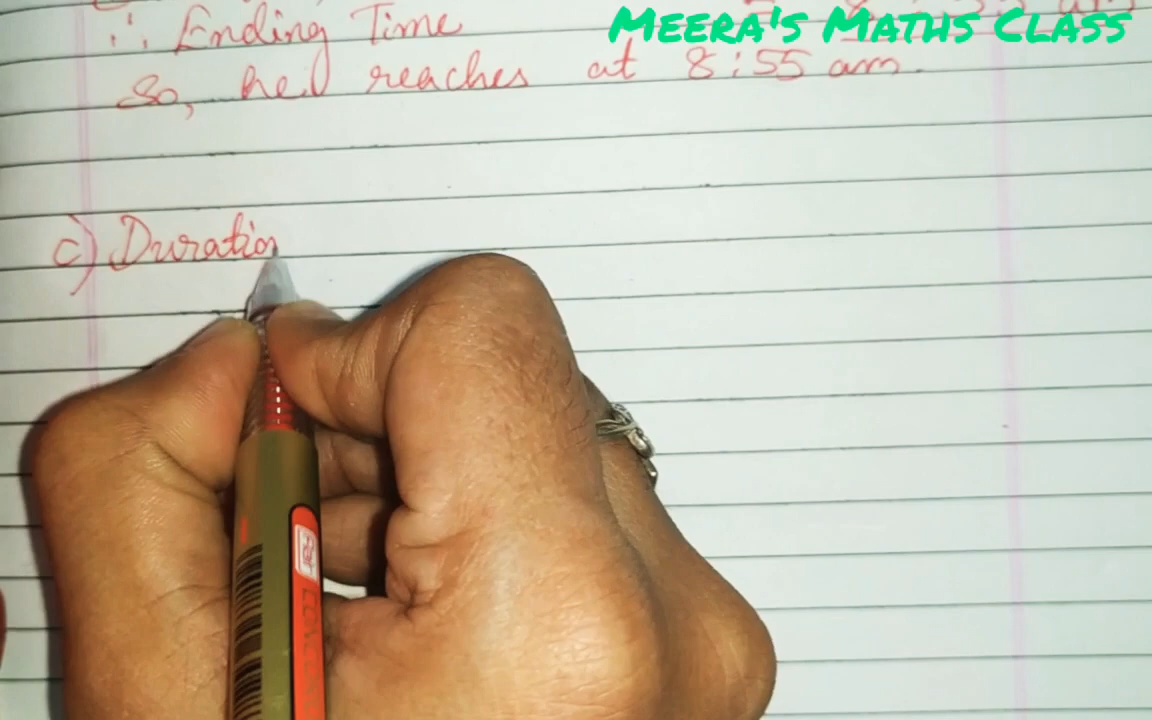 MEERA'S MATHS CLASS
∴ Ending Time
So, he reaches at 8:55 am.
c) Duration